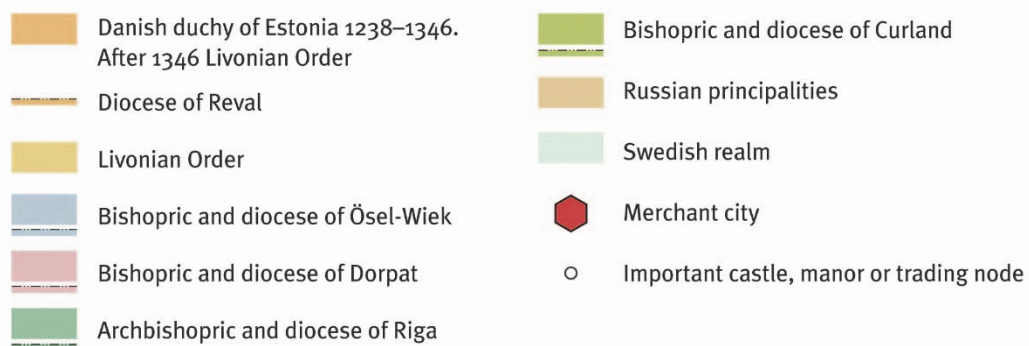 Danish duchy of Estonia 1238–1346.
After 1346 Livonian Order
Diocese of Reval
Livonian Order
Bishopric and diocese of Ösel-Wiek
Bishopric and diocese of Dorpat
Archbishopric and diocese of Riga
Bishopric and diocese of Curland
Russian principalities
Swedish realm
Merchant city
Important castle, manor or trading node